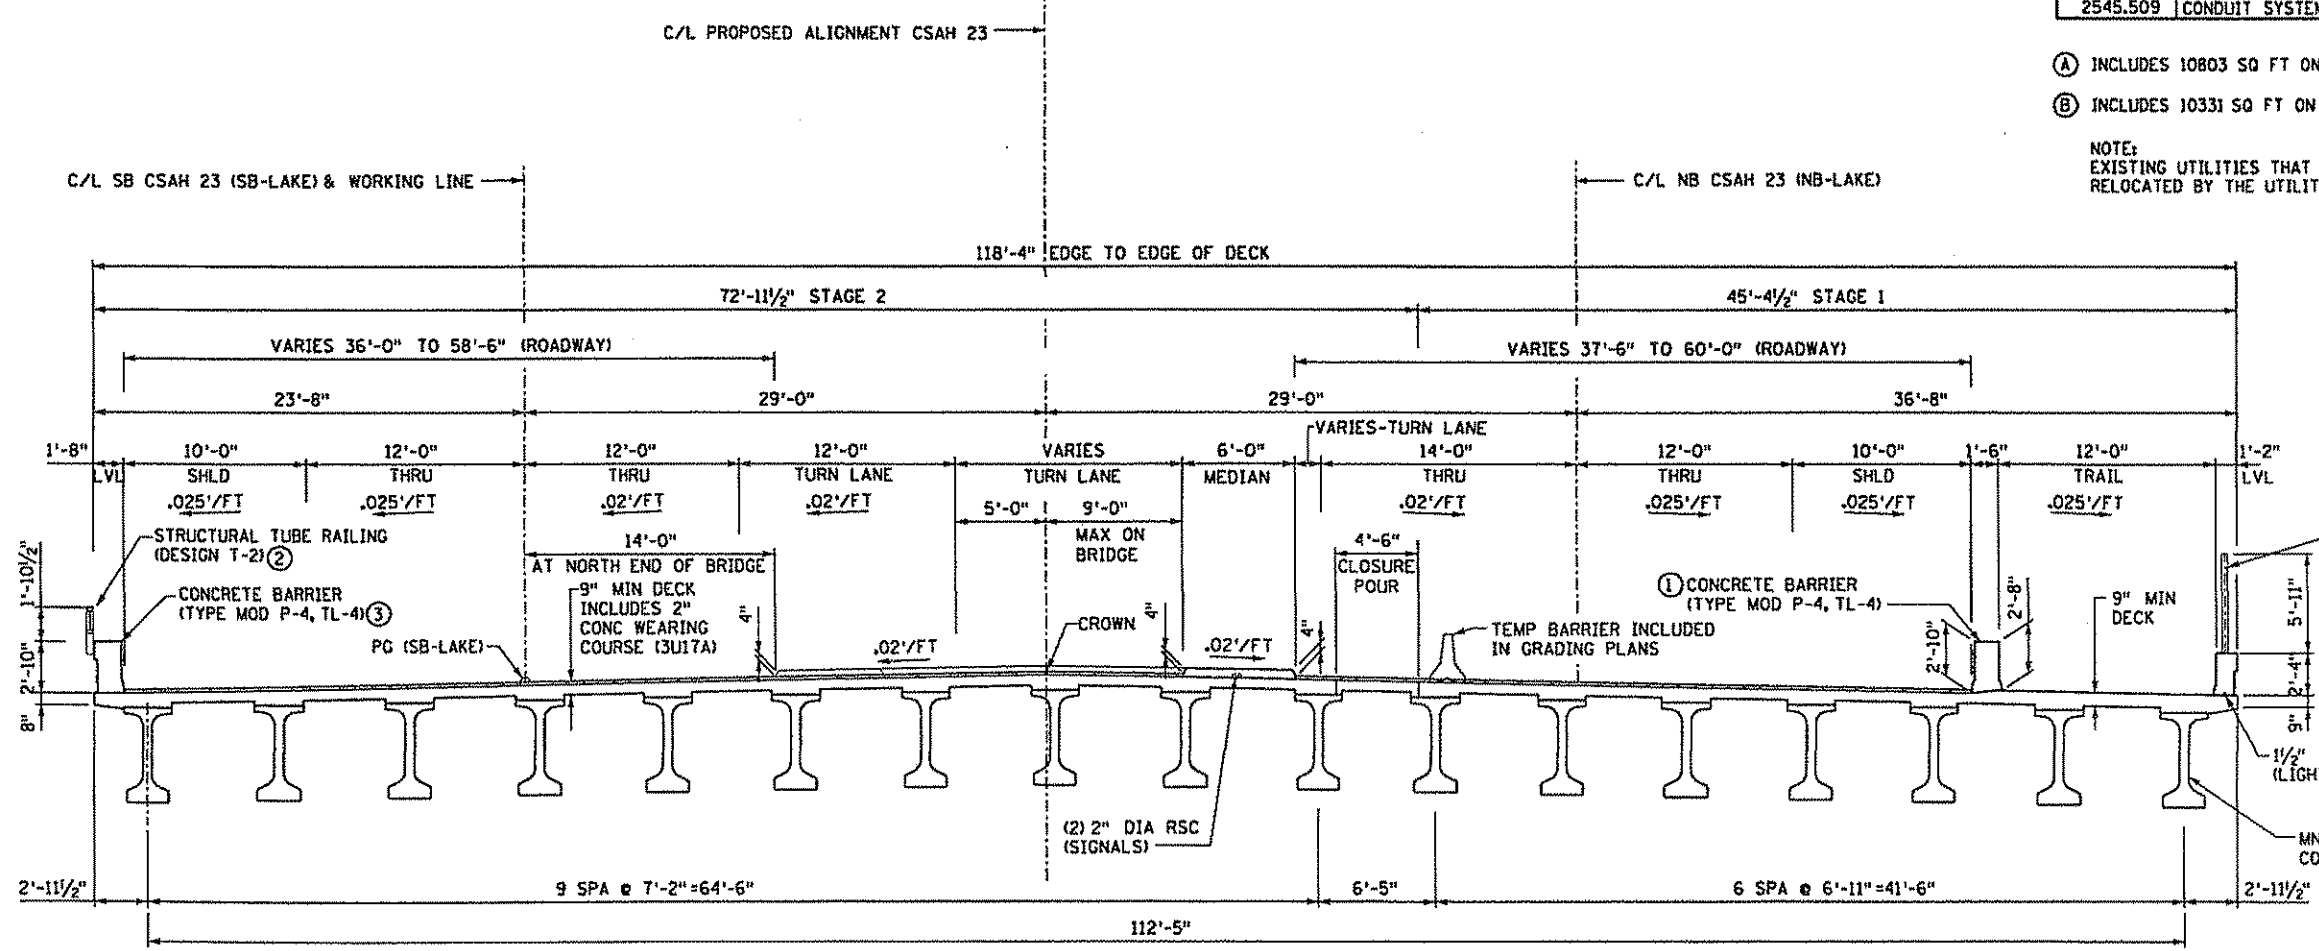 2545.509 CONDUIT SYSTEM
C/L PROPOSED ALIGNMENT CSAH 23
Ⓐ INCLUDES 10803 SQ FT ON
Ⓑ INCLUDES 10331 SQ FT ON
NOTE:
EXISTING UTILITIES THAT
RELOCATED BY THE UTILIT
C/L SB CSAH 23 (SB-LAKE) & WORKING LINE
C/L NB CSAH 23 (NB-LAKE)
118'-4" EDGE TO EDGE OF DECK
72'-11½" STAGE 2
45'-4½" STAGE 1
VARIES 36'-0" TO 58'-6" (ROADWAY)
VARIES 37'-6" TO 60'-0" (ROADWAY)
23'-8"
29'-0"
29'-0"
36'-8"
VARIES-TURN LANE
1'-8"
10'-0"
12'-0"
12'-0"
12'-0"
VARIES
6'-0"
14'-0"
12'-0"
10'-0"
1'-6"
12'-0"
1'-2"
LVL
SHLD
THRU
THRU
TURN LANE
TURN LANE
MEDIAN
THRU
THRU
SHLD
TRAIL
LVL
.025'/FT
.025'/FT
.02'/FT
.02'/FT
.02'/FT
.025'/FT
.025'/FT
.025'/FT
5'-0"
9'-0"
MAX ON
BRIDGE
14'-0"
AT NORTH END OF BRIDGE
4'-6"
CLOSURE
POUR
STRUCTURAL TUBE RAILING
(DESIGN T-2) ②
CONCRETE BARRIER
(TYPE MOD P-4, TL-4) ③
PG (SB-LAKE)
9" MIN DECK
INCLUDES 2"
CONC WEARING
COURSE (3U17A)
4"
.02'/FT
CROWN
4"
.02'/FT
4"
TEMP BARRIER INCLUDED
IN GRADING PLANS
① CONCRETE BARRIER
(TYPE MOD P-4, TL-4)
2'-10"
2'-8"
9" MIN
DECK
1'-10½"
2'-10"
8"
5'-11"
2'-4"
9"
1½"
(LIGH
(2) 2" DIA RSC
(SIGNALS)
MN
CO
2'-11½"
9 SPA @ 7'-2"=64'-6"
6'-5"
6 SPA @ 6'-11"=41'-6"
2'-11½"
112'-5"